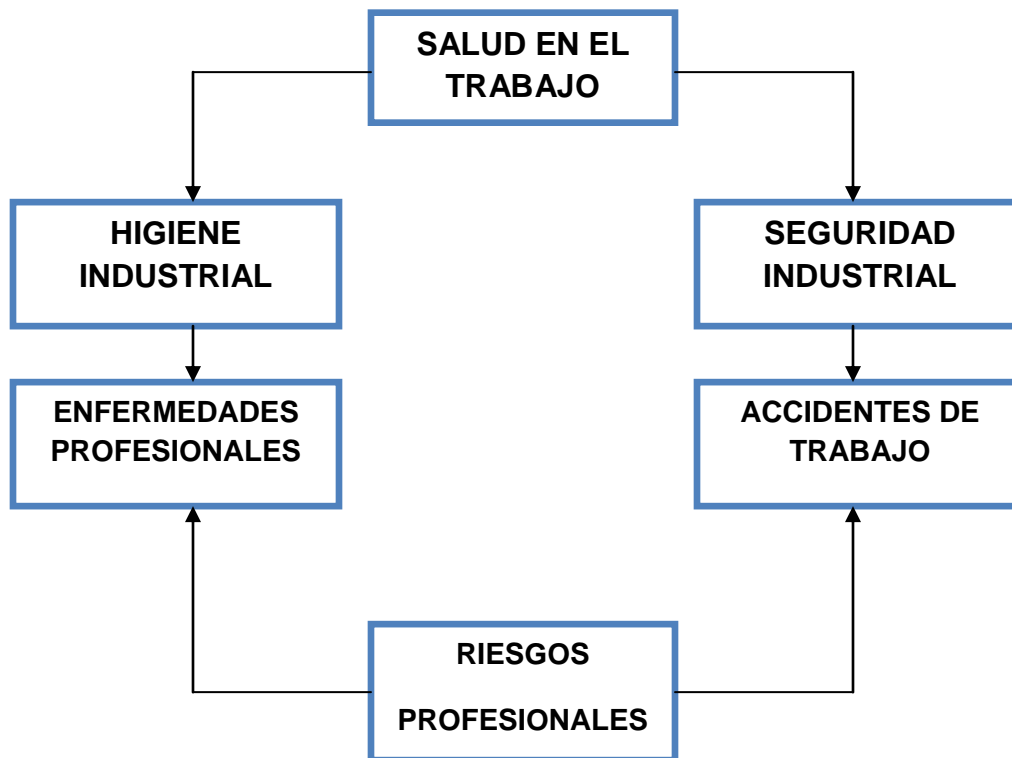 SALUD EN EL
TRABAJO
HIGIENE
INDUSTRIAL
SEGURIDAD
INDUSTRIAL
ENFERMEDADES
PROFESIONALES
ACCIDENTES DE
TRABAJO
RIESGOS
PROFESIONALES